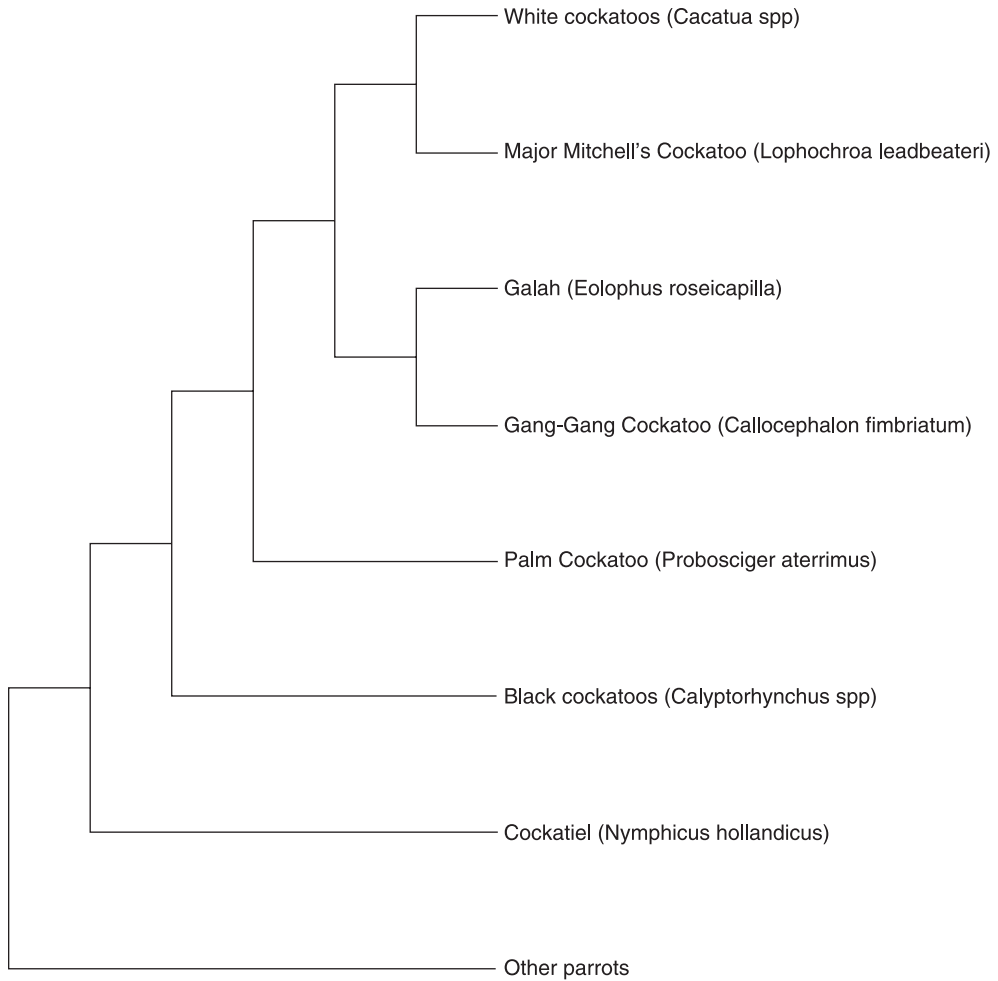 White cockatoos (Cacatua spp)
Major Mitchell's Cockatoo (Lophochroa leadbeateri)
Galah (Eolophus roseicapilla)
Gang-Gang Cockatoo (Callocephalon fimbriatum)
Palm Cockatoo (Probosciger aterrimus)
Black cockatoos (Calyptorhynchus spp)
Cockatiel (Nymphicus hollandicus)
Other parrots